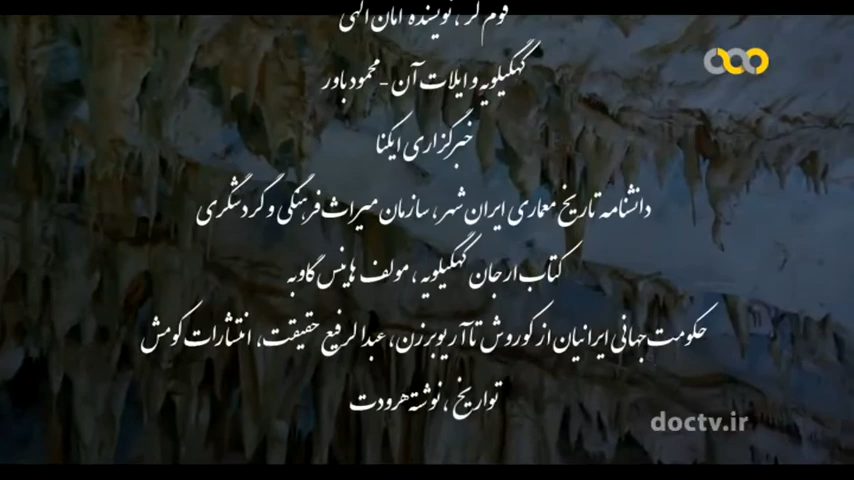 قوم لر ، نویسنده امان الهی
کهگیلویه و ایلات آن - محمود باور
خبرگزاری ایکنا
دانشنامه تاریخ معماری ایران شهر ، سازمان میراث فرهنگی و گردشگری
کتاب ارجان کهگیلویه ، مولف هاینس گاوبه
حکومت جهانی ایرانیان از کوروش تا آریوبرزن ، عبدالرفیع حقیقت ، انتشارات کومش
تواریخ ، نوشته هرودت
doctv.ir